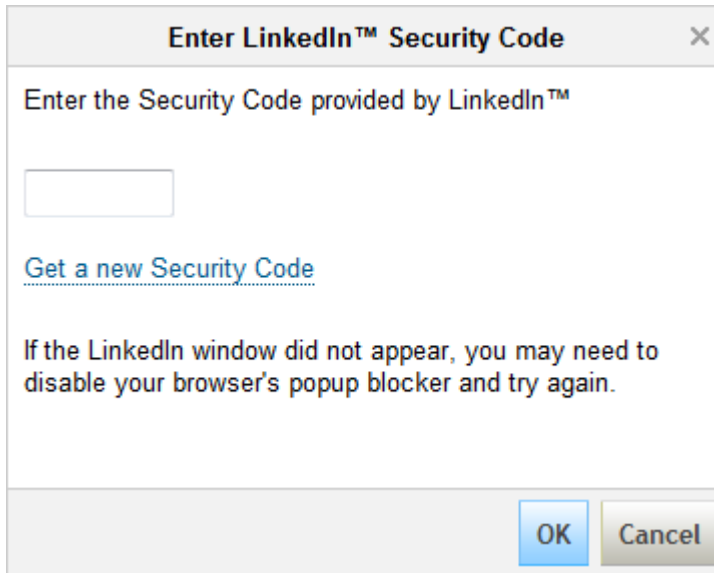 Enter LinkedIn™ Security Code
Enter the Security Code provided by LinkedIn™
Get a new Security Code
If the LinkedIn window did not appear, you may need to
disable your browser's popup blocker and try again.
OK Cancel